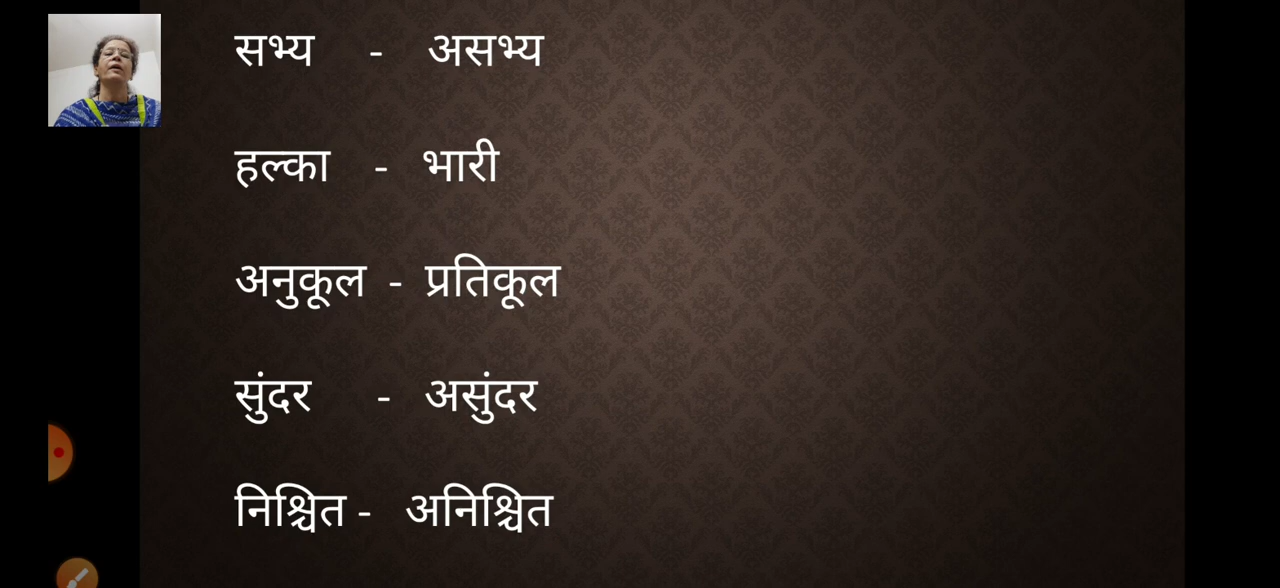 सभ्य - असभ्य
हल्का - भारी
अनुकूल - प्रतिकूल
सुंदर - असुंदर
निश्चित - अनिश्चित